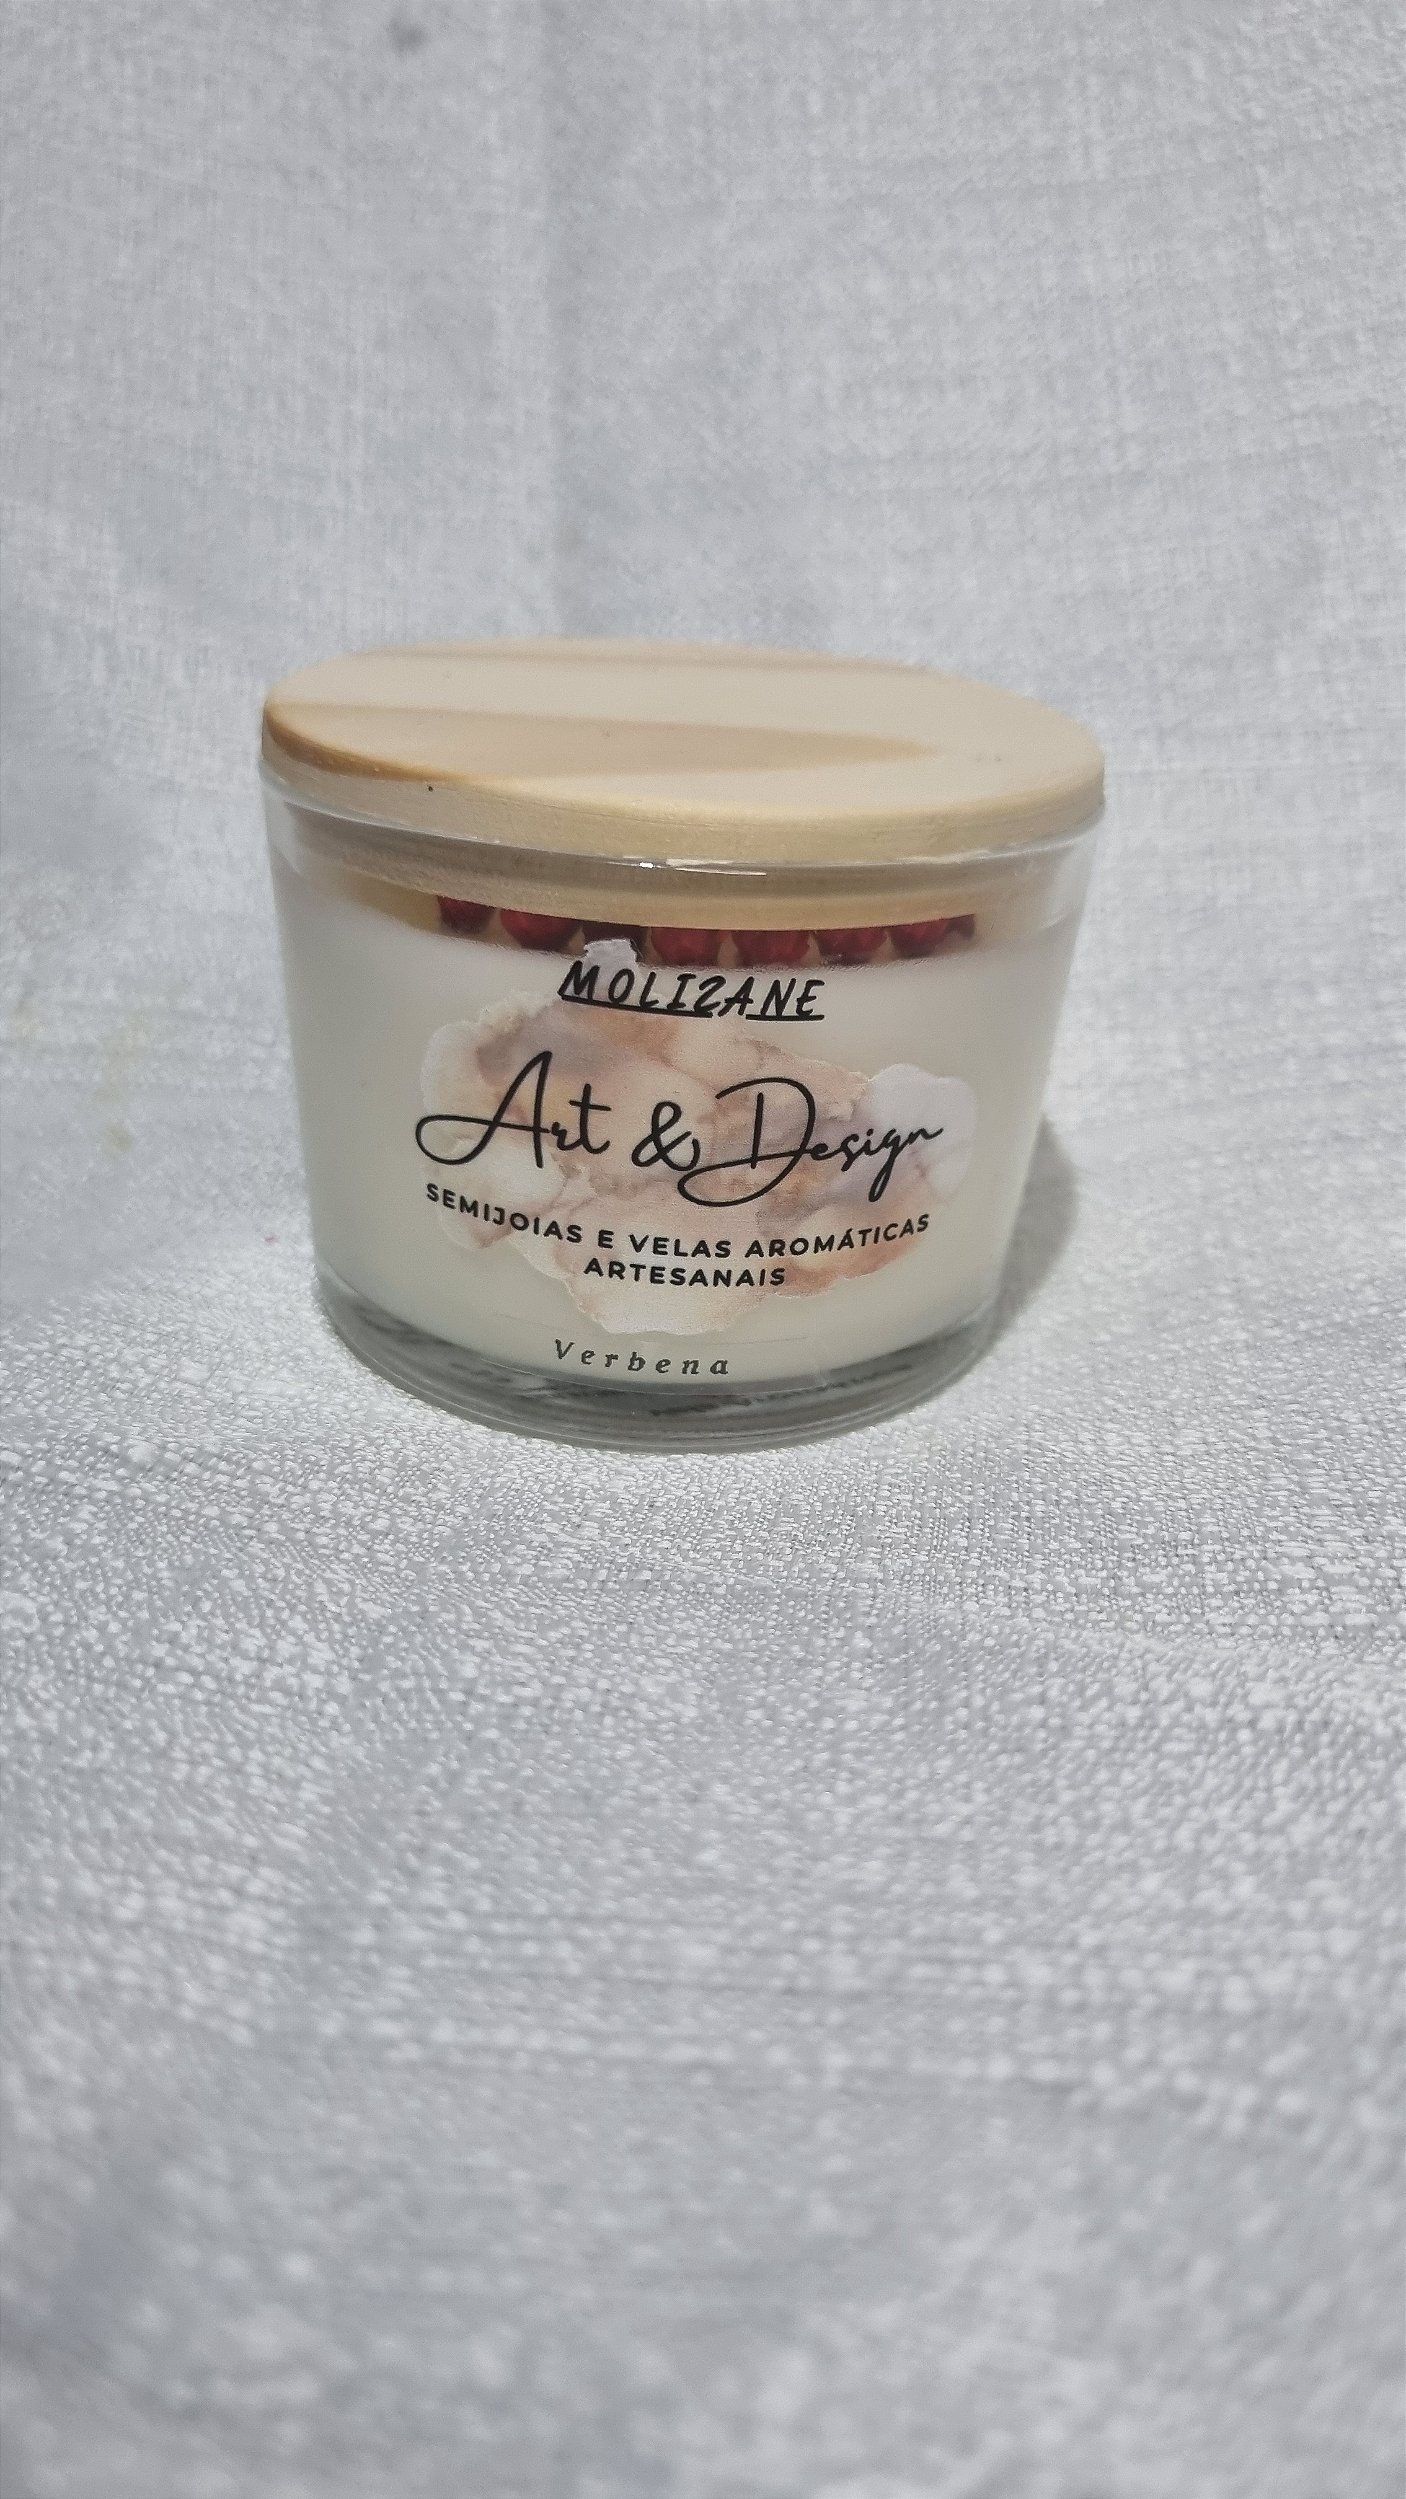 MOLIZANE
Art & Design
SEMIJOIAS E VELAS AROMÁTICAS
ARTESANAIS
Verbena